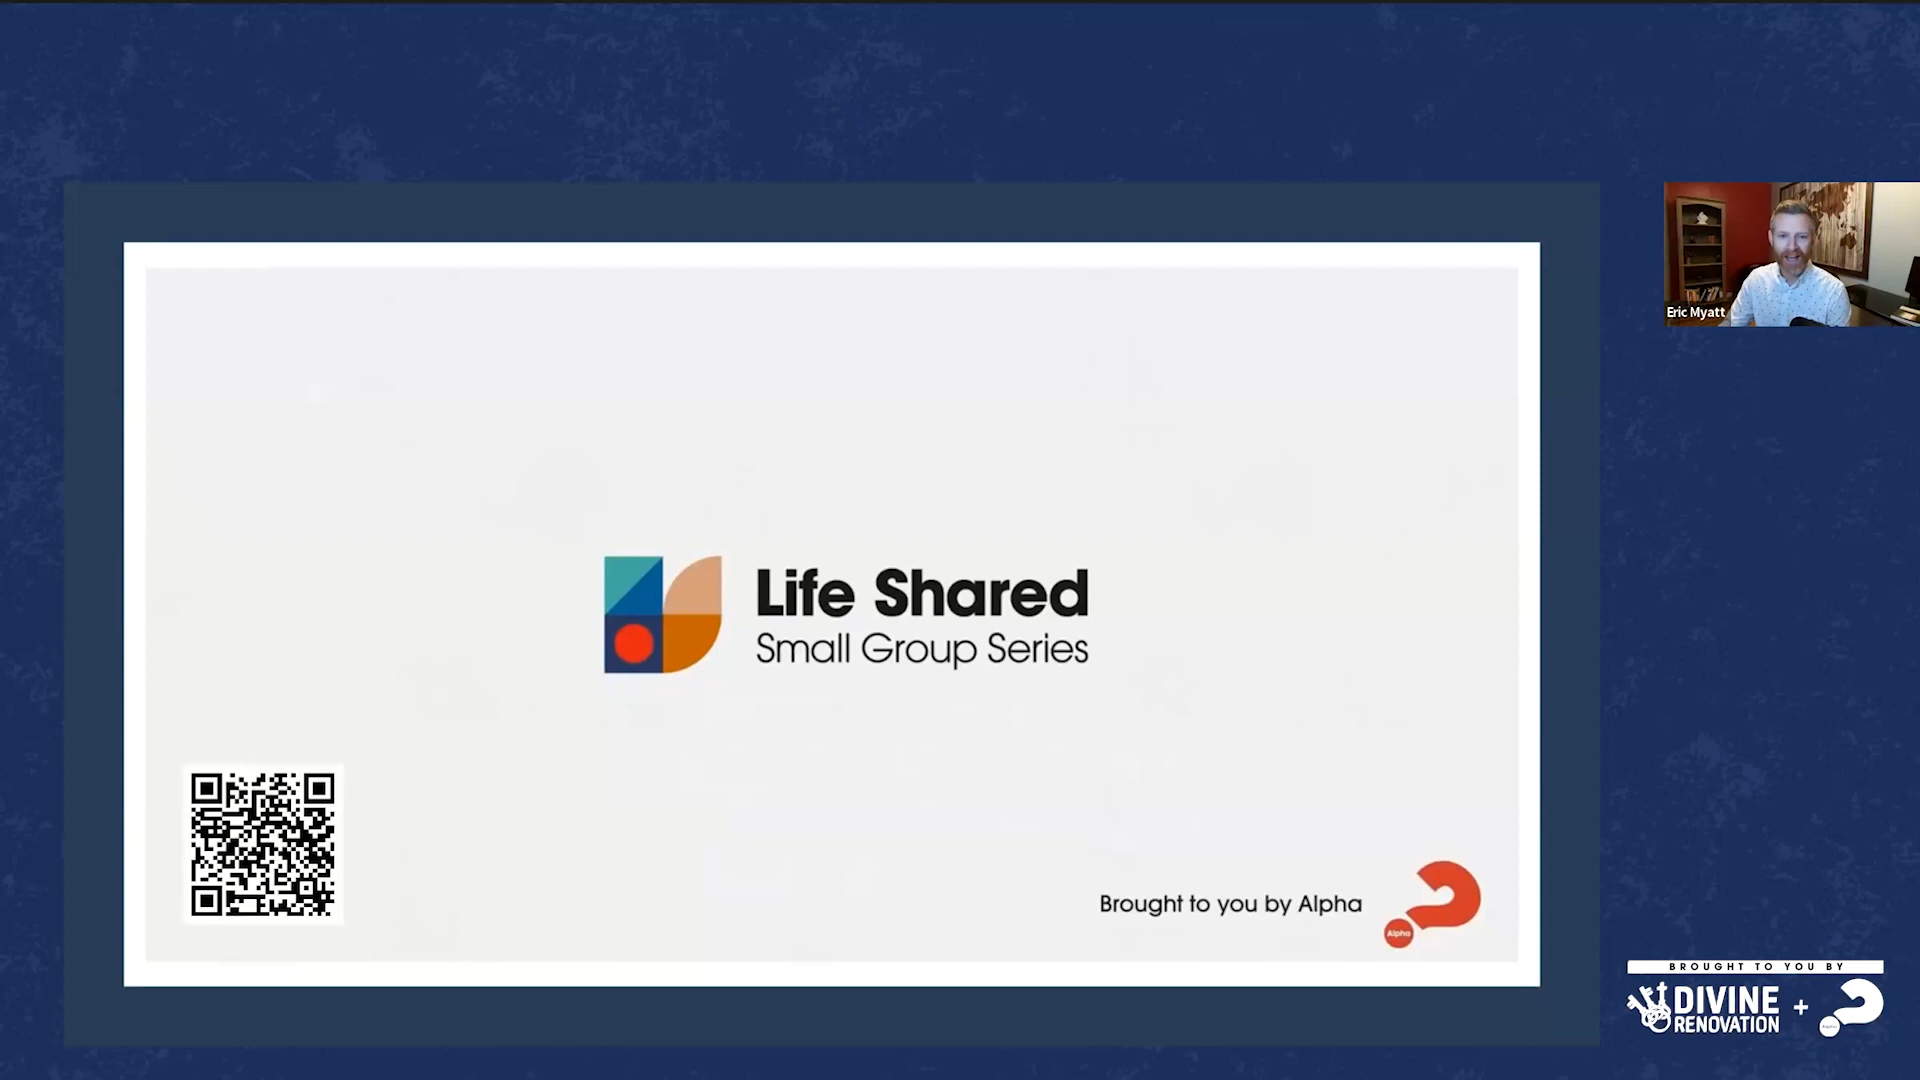 Eric Myatt
Life Shared
Small Group Series
Brought to you by Alpha
Alpha
BROUGHT TO YOU BY
DIVINE
RENOVATION
+
Alpha